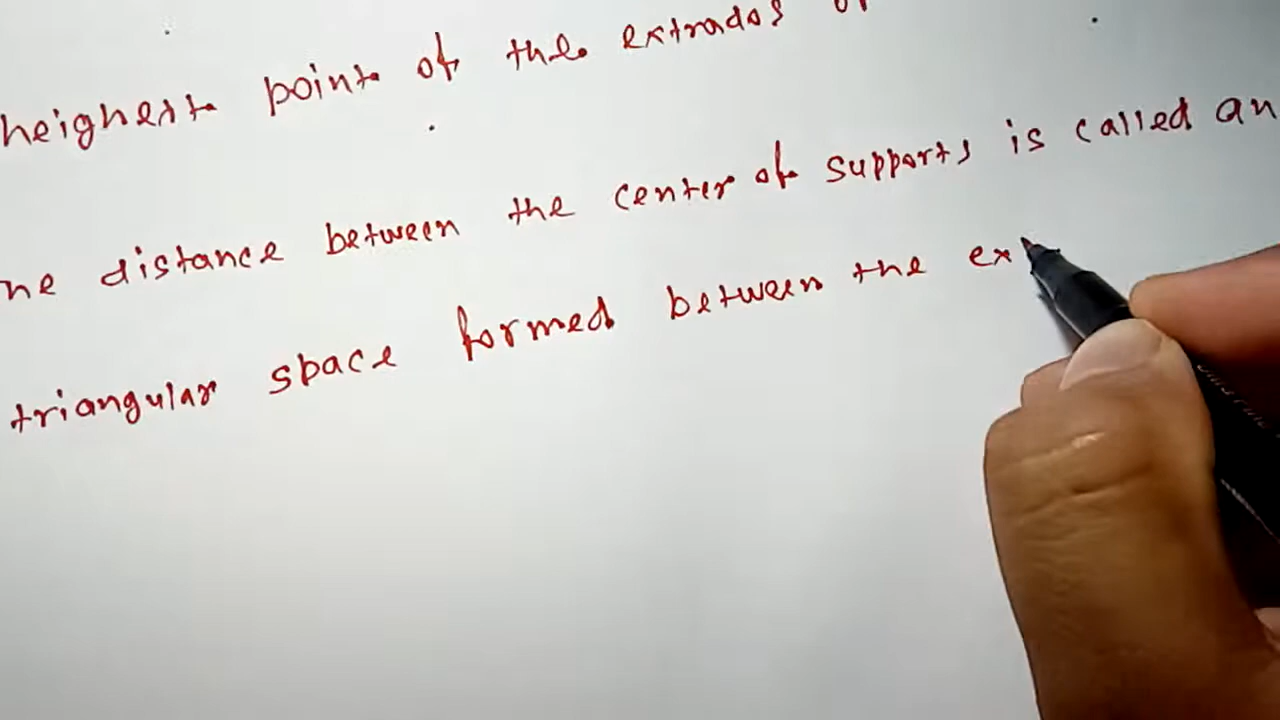 heighest point of the extrados of
he distance between the center of supports is called an
triangular space formed between the ex